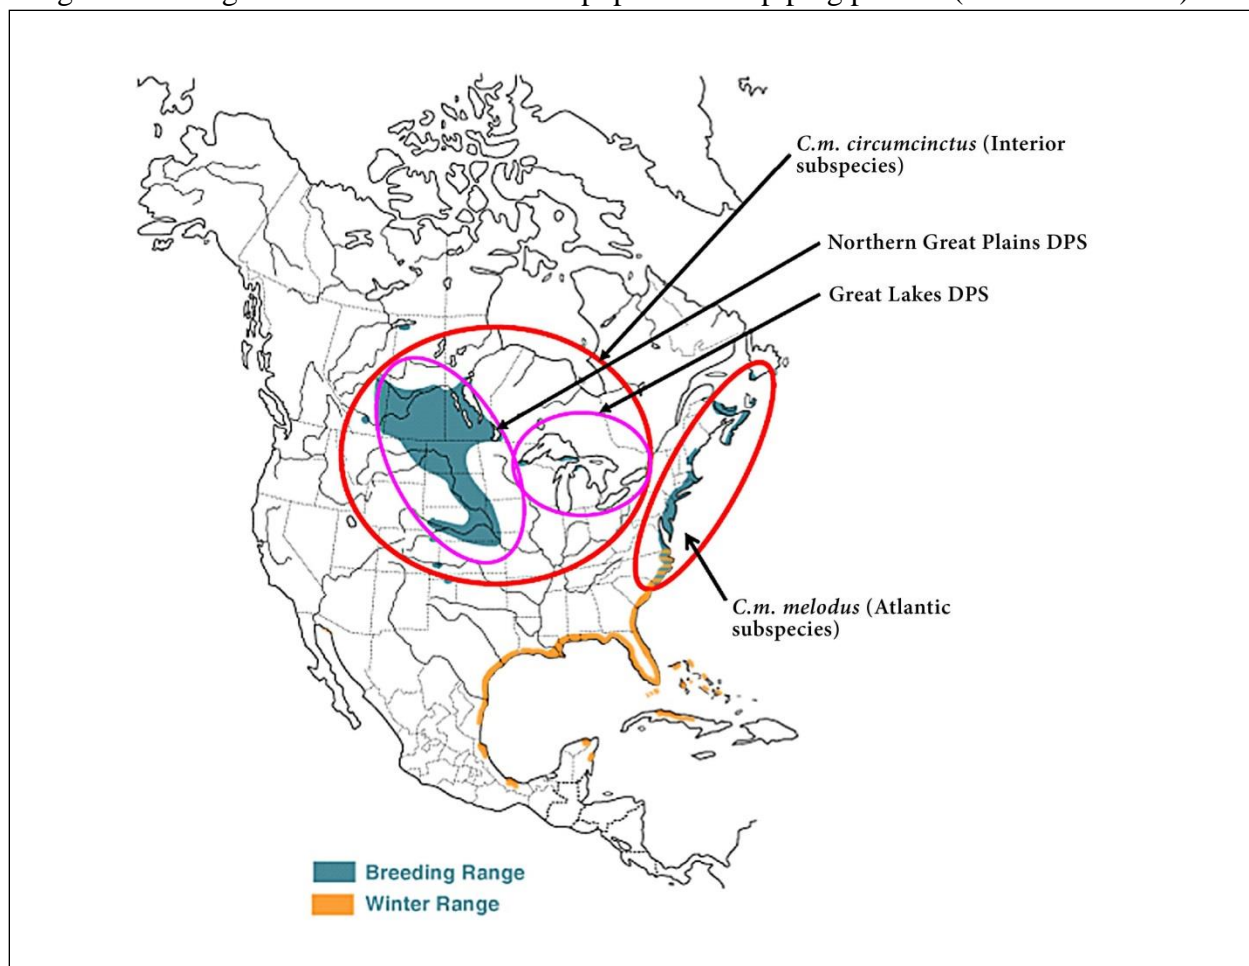 C.m. circumcinctus (Interior
subspecies)
Northern Great Plains DPS
Great Lakes DPS
C.m. melodus (Atlantic
subspecies)
Breeding Range
Winter Range